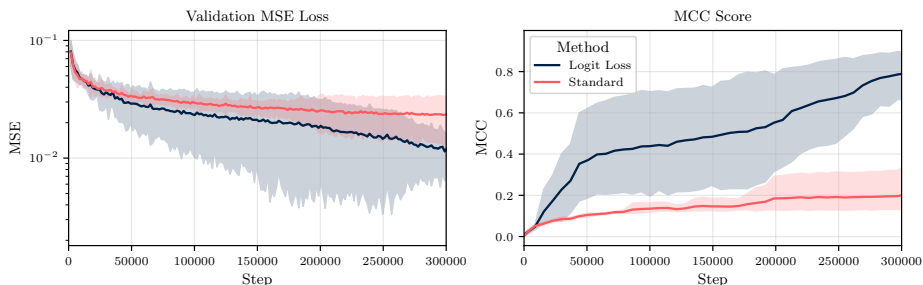 Validation MSE Loss
MSE
10⁻¹
10⁻²
0 50000 100000 150000 200000 250000 300000
Step
MCC Score
MCC
0.8
0.6
0.4
0.2
0.0
Method
Logit Loss
Standard
0 50000 100000 150000 200000 250000 300000
Step